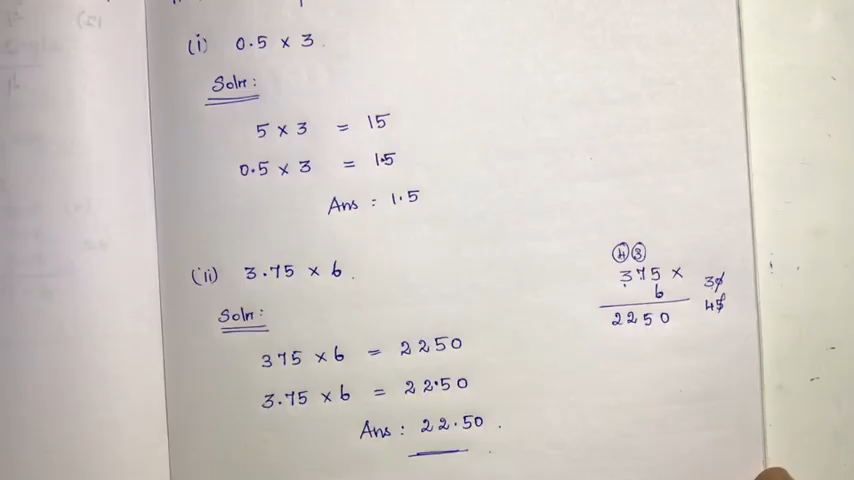 (i) 0.5 × 3.
Soln:
5 × 3 = 15
0.5 × 3 = 1.5
Ans : 1.5
(ii) 3.75 × 6.
Soln:
375 × 6 = 2250
3.75 × 6 = 22.50
Ans : 22.50.
4 3
375 ×
6
2250
30
45